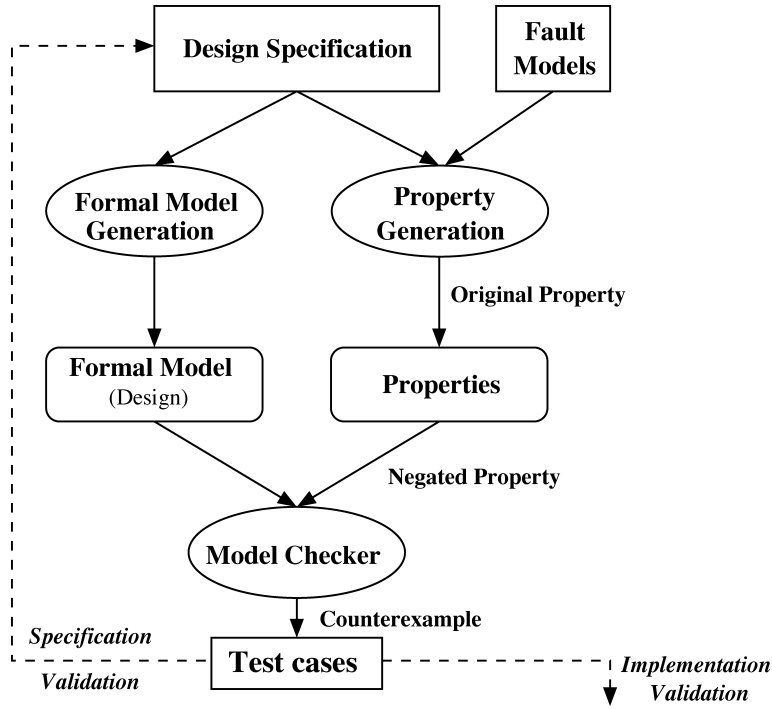 Design Specification
Fault
Models
Formal Model
Generation
Property
Generation
Original Property
Formal Model
(Design)
Properties
Negated Property
Model Checker
Counterexample
Specification
Validation
Test cases
Implementation
Validation